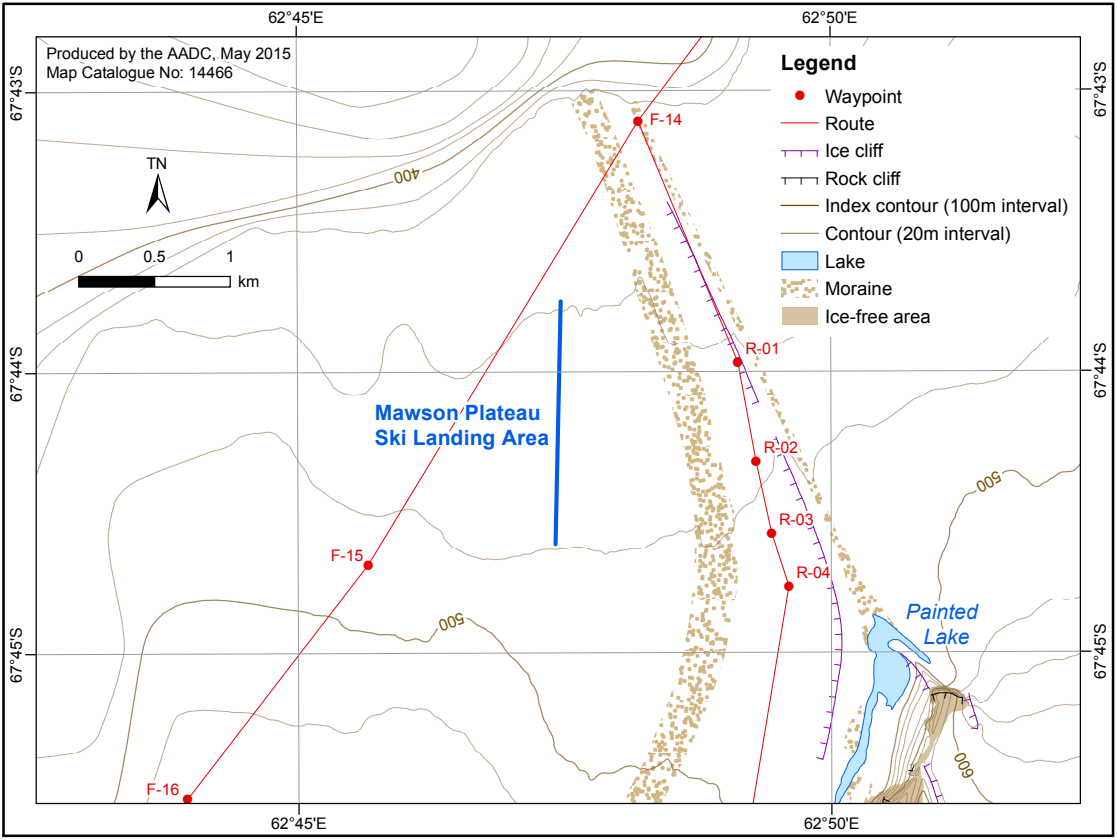 62°45'E
62°50'E
Produced by the AADC, May 2015
Map Catalogue No: 14466
67°43'S
67°43'S
Legend
Waypoint
Route
Ice cliff
Rock cliff
Index contour (100m interval)
Contour (20m interval)
Lake
Moraine
Ice-free area
F-14
TN
400
0 0.5 1
km
R-01
67°44'S
67°44'S
Mawson Plateau
Ski Landing Area
R-02
500
R-03
F-15
R-04
Painted
Lake
500
67°45'S
67°45'S
600
F-16
62°45'E
62°50'E